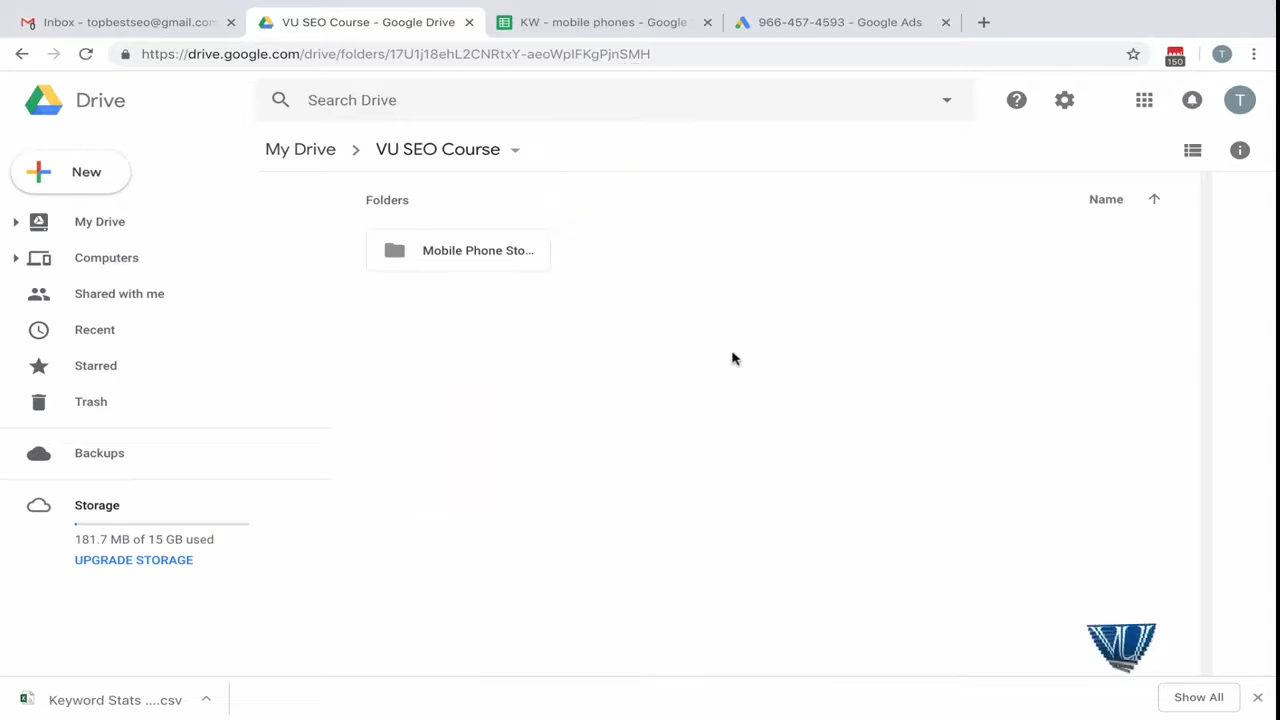 Inbox - topbestseo@gmail.com
VU SEO Course - Google Drive
KW - mobile phones - Google
966-457-4593 - Google Ads
https://drive.google.com/drive/folders/17U1j18ehL2CNRtxY-aeoWpIFKgPjnSMH
150
T
Drive
Search Drive
T
My Drive > VU SEO Course
New
Folders
Name
My Drive
Mobile Phone Sto...
Computers
Shared with me
Recent
Starred
Trash
Backups
Storage
181.7 MB of 15 GB used
UPGRADE STORAGE
VU
Keyword Stats ....csv
Show All